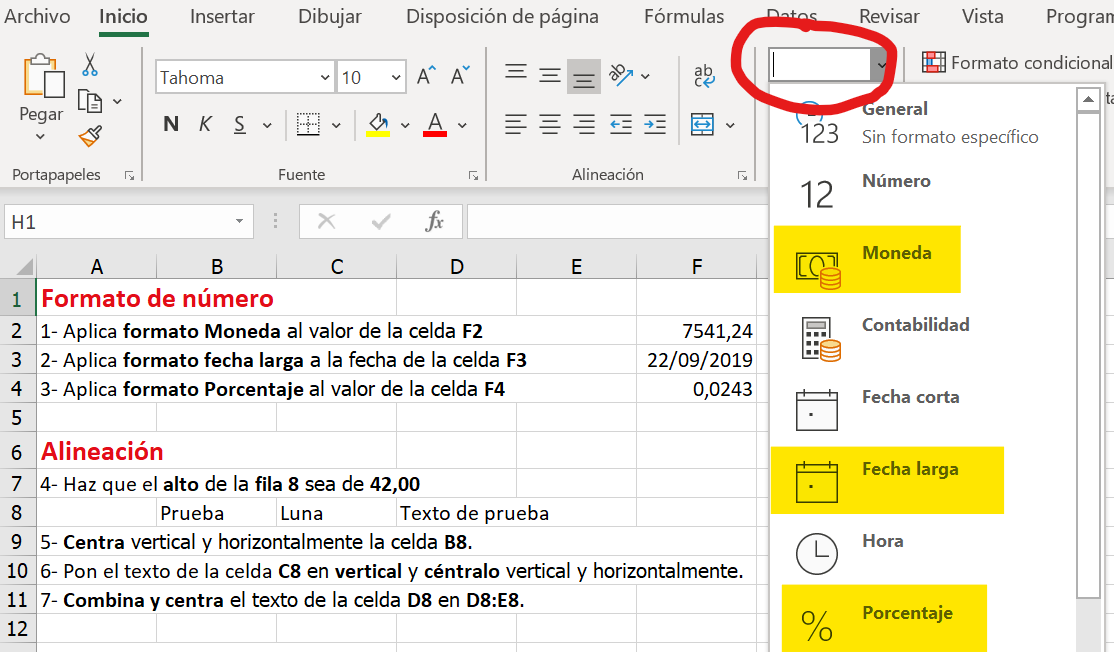 Archivo Inicio Insertar Dibujar Disposición de página Fórmulas Datos Revisar Vista
Tahoma 10 ab
Pegar Formato condicional
N K S A
Portapapeles Fuente Alineación
General
123 Sin formato específico
12 Número
Moneda
Contabilidad
Fecha corta
Fecha larga
Hora
% Porcentaje
H1 fx
A B C D E F
1 Formato de número
2 1- Aplica formato Moneda al valor de la celda F2 7541,24
3 2- Aplica formato fecha larga a la fecha de la celda F3 22/09/2019
4 3- Aplica formato Porcentaje al valor de la celda F4 0,0243
5
6 Alineación
7 4- Haz que el alto de la fila 8 sea de 42,00
8 Prueba Luna Texto de prueba
9 5- Centra vertical y horizontalmente la celda B8.
10 6- Pon el texto de la celda C8 en vertical y céntralo vertical y horizontalmente.
11 7- Combina y centra el texto de la celda D8 en D8:E8.
12